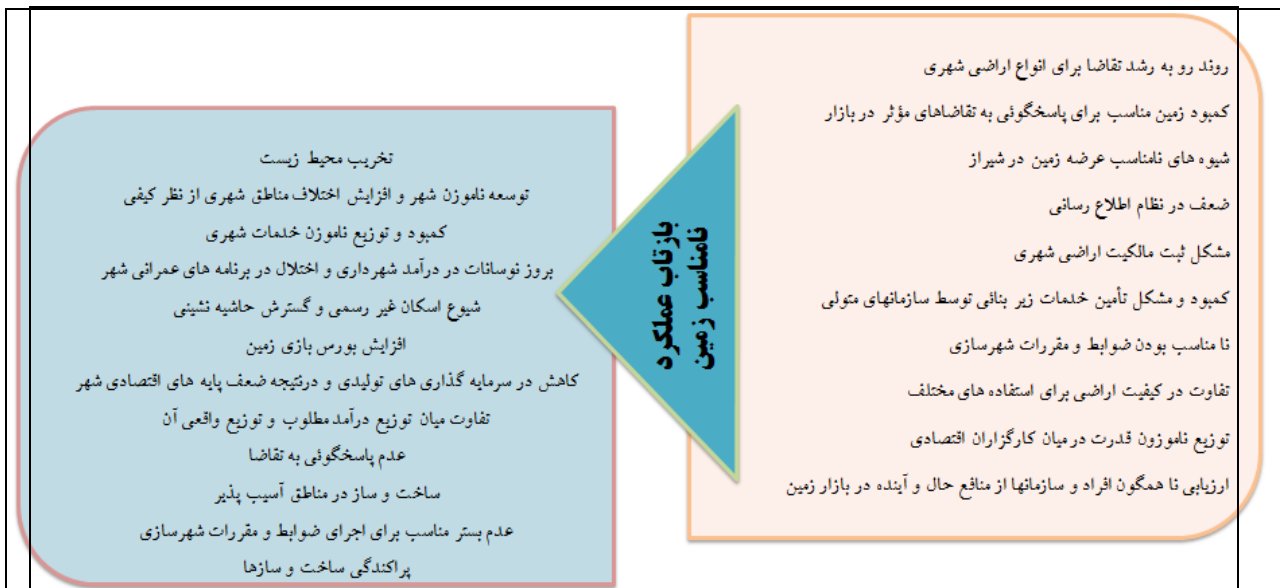 روند رو به رشد تقاضا برای انواع اراضی شهری
کمبود زمین مناسب برای پاسخگوئی به تقاضاهای مؤثر در بازار
شیوه های نامناسب عرضه زمین در شیراز
ضعف در نظام اطلاع رسانی
مشکل ثبت مالکیت اراضی شهری
کمبود و مشکل تأمین خدمات زیر بنائی توسط سازمانهای متولی
نا مناسب بودن ضوابط و مقررات شهرسازی
تفاوت در کیفیت اراضی برای استفاده های مختلف
توزیع ناموزون قدرت در میان کارگزاران اقتصادی
ارزیابی نا همگون افراد و سازمانها از منافع حال و آینده در بازار زمین
بازتاب عملکرد
نامناسب زمین
تخریب محیط زیست
توسعه ناموزن شهر و افزایش اختلاف مناطق شهری از نظر کیفی
کمبود و توزیع ناموزن خدمات شهری
بروز نوسانات در درآمد شهرداری و اختلال در برنامه های عمرانی شهر
شیوع اسکان غیر رسمی و گسترش حاشیه نشینی
افزایش بورس بازی زمین
کاهش در سرمایه گذاری های تولیدی و درنتیجه ضعف پایه های اقتصادی شهر
تفاوت میان توزیع درآمد مطلوب و توزیع واقعی آن
عدم پاسخگوئی به تقاضا
ساخت و ساز در مناطق آسیب پذیر
عدم بستر مناسب برای اجرای ضوابط و مقررات شهرسازی
پراکندگی ساخت و سازها